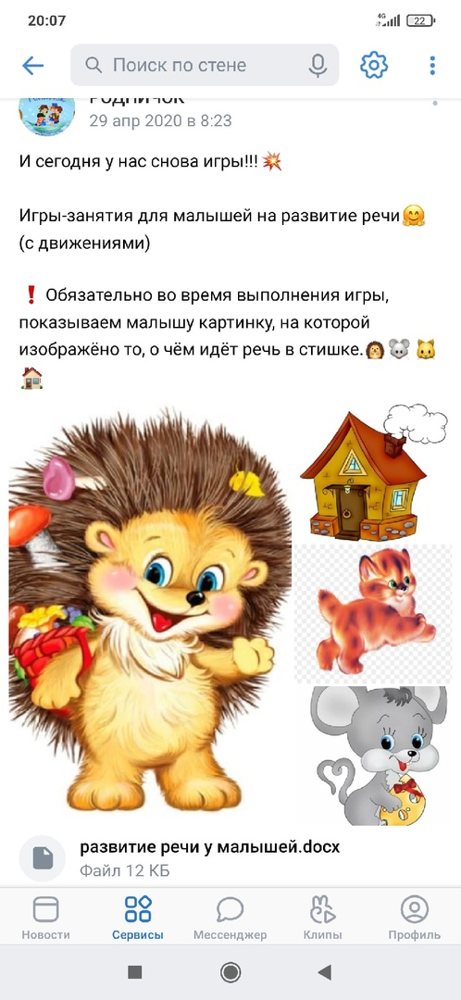 20:07
4G
22
Поиск по стене
РОДНИЧОК
29 апр 2020 в 8:23
И сегодня у нас снова игры!!!💥
Игры-занятия для малышей на развитие речи🤗
(с движениями)
❗ Обязательно во время выполнения игры,
показываем малышу картинку, на которой
изображёно то, о чём идёт речь в стишке.🦔🐭 🐱
🏠
развитие речи у малышей.docx
Файл 12 КБ
Новости
Сервисы
Мессенджер
Клипы
Профиль